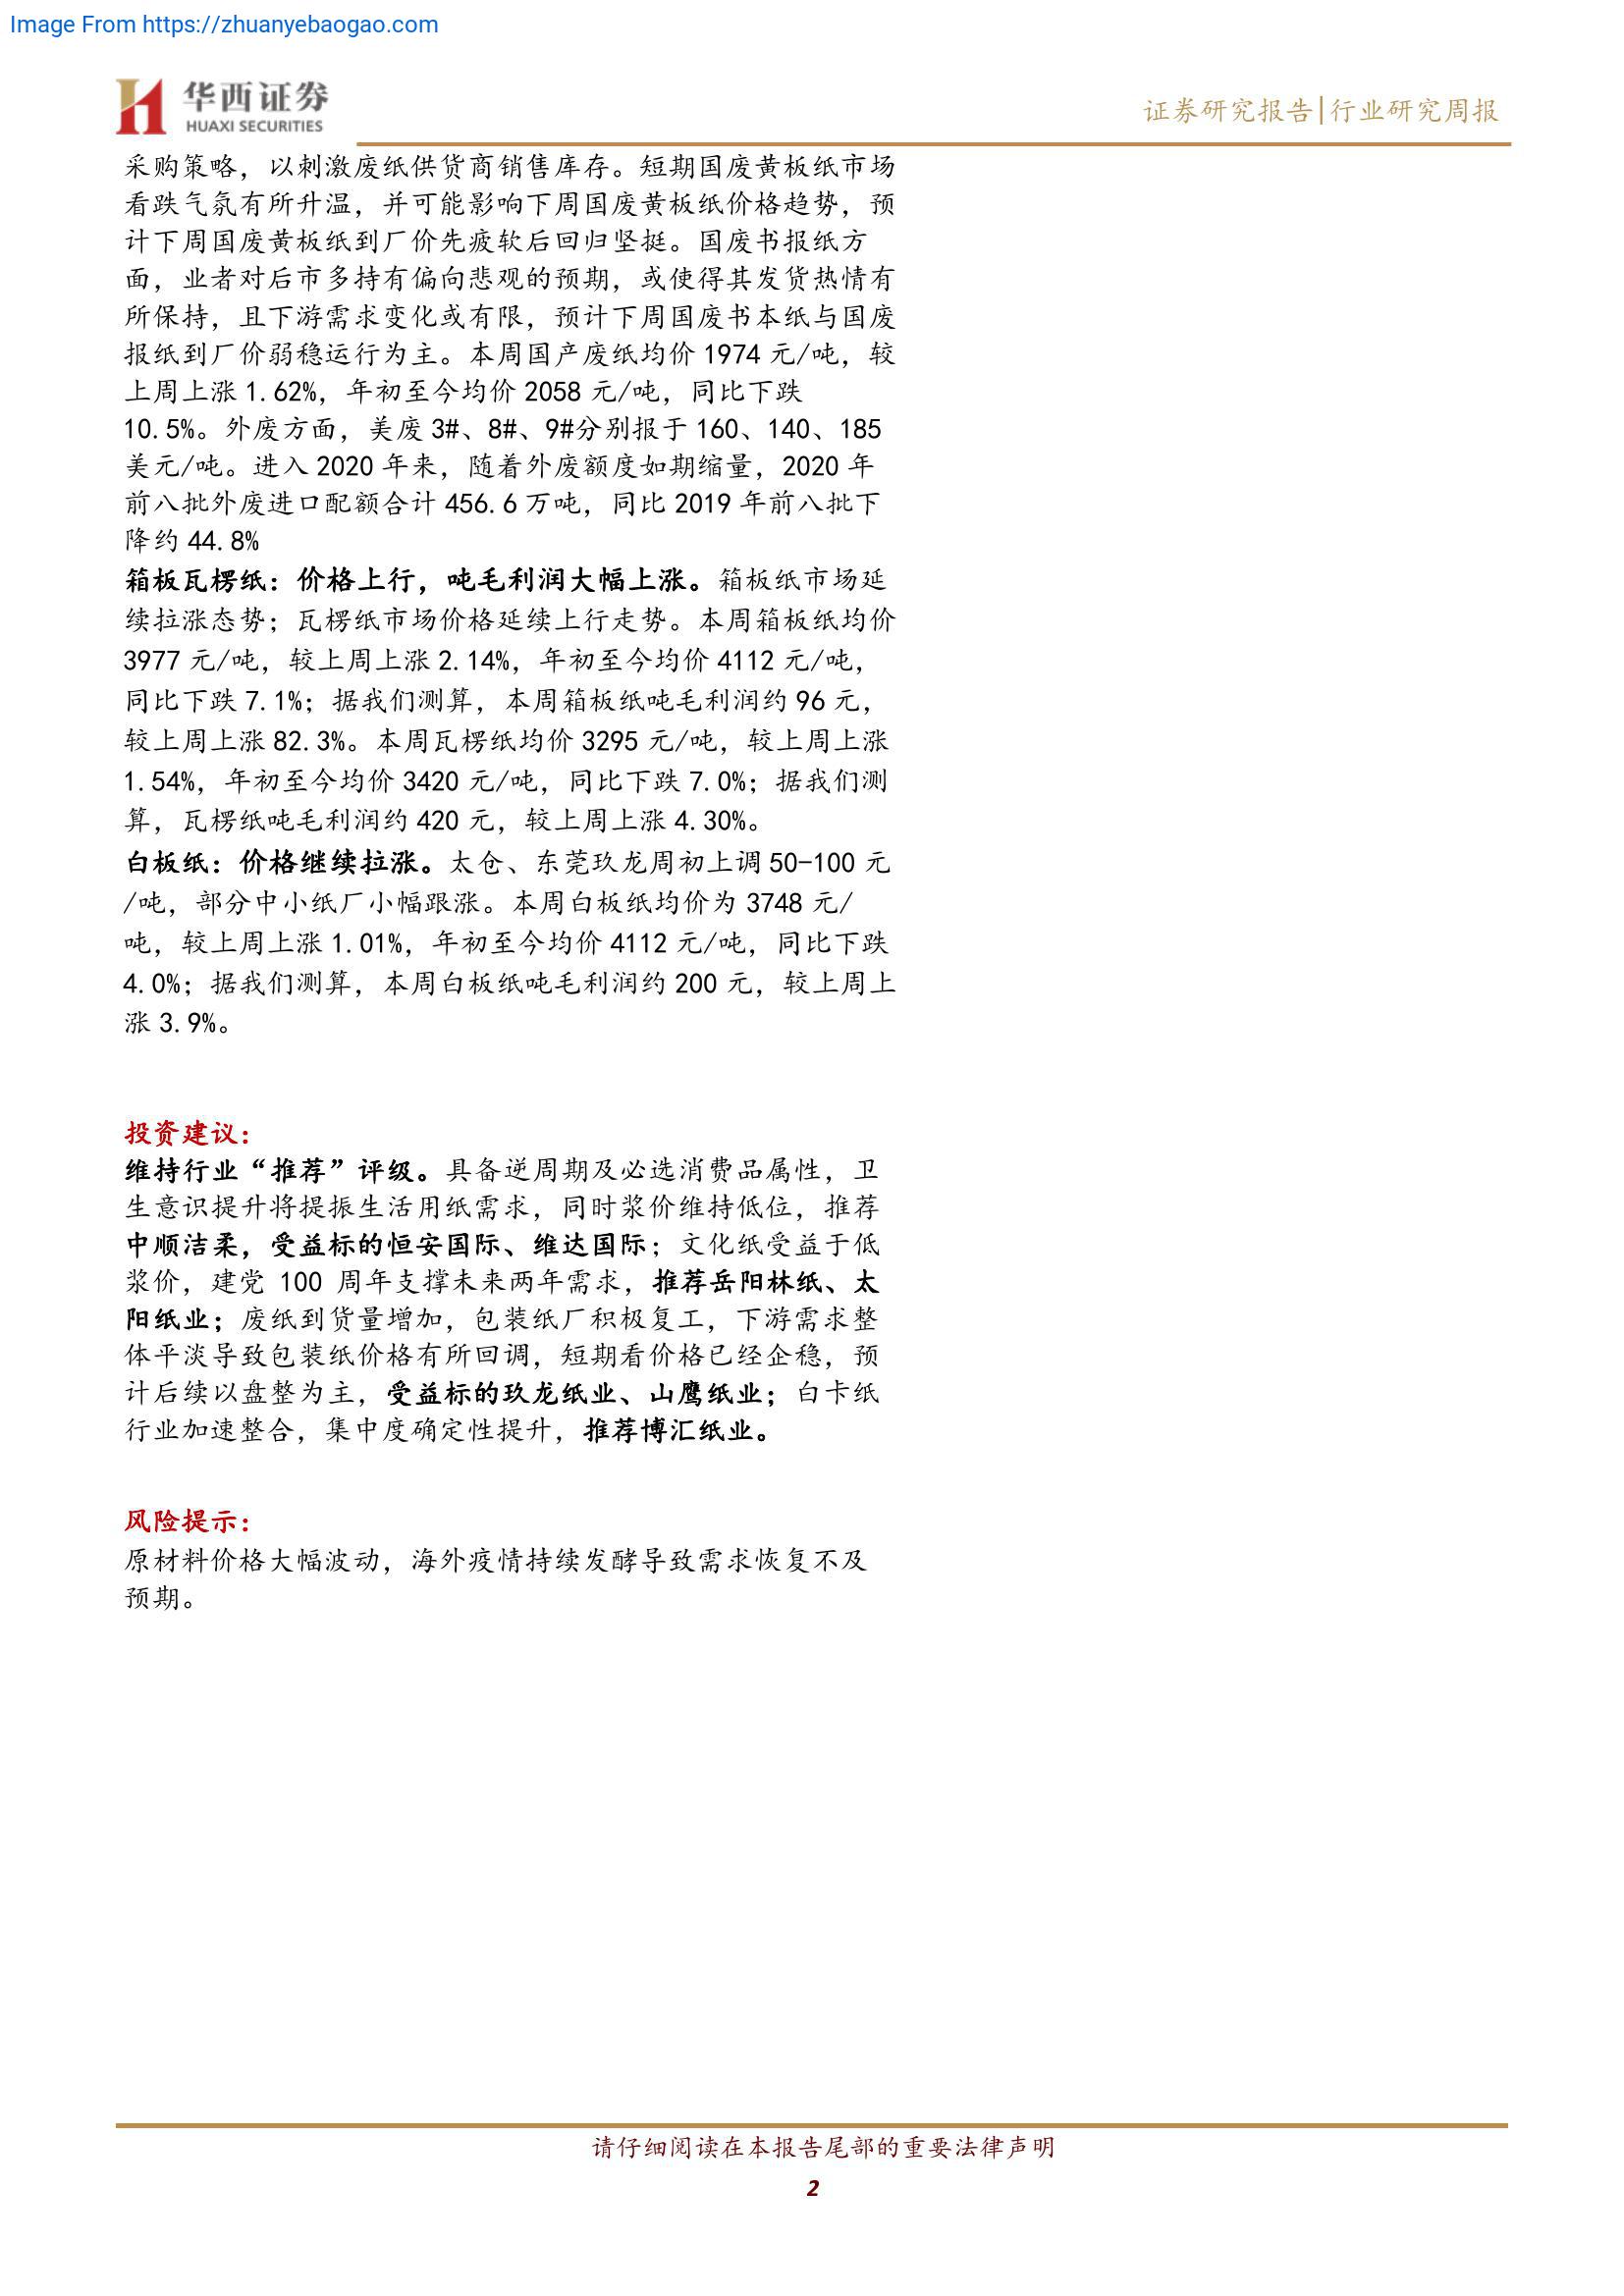 Image From https://zhuanyebaogao.com
华西证券
HUAXI SECURITIES
证券研究报告|行业研究周报
采购策略，以刺激废纸供货商销售库存。短期国废黄板纸市场
看跌气氛有所升温，并可能影响下周国废黄板纸价格趋势，预
计下周国废黄板纸到厂价先疲软后回归坚挺。国废书报纸方
面，业者对后市多持有偏向悲观的预期，或使得其发货热情有
所保持，且下游需求变化或有限，预计下周国废书本纸与国废
报纸到厂价弱稳运行为主。本周国产废纸均价 1974 元/吨，较
上周上涨 1.62%，年初至今均价 2058 元/吨，同比下跌
10.5%。外废方面，美废 3#、8#、9#分别报于 160、140、185
美元/吨。进入 2020 年来，随着外废额度如期缩量，2020 年
前八批外废进口配额合计 456.6 万吨，同比 2019 年前八批下
降约 44.8%
箱板瓦楞纸：价格上行，吨毛利润大幅上涨。箱板纸市场延
续拉涨态势；瓦楞纸市场价格延续上行走势。本周箱板纸均价
3977 元/吨，较上周上涨 2.14%，年初至今均价 4112 元/吨，
同比下跌 7.1%；据我们测算，本周箱板纸吨毛利润约 96 元，
较上周上涨 82.3%。本周瓦楞纸均价 3295 元/吨，较上周上涨
1.54%，年初至今均价 3420 元/吨，同比下跌 7.0%；据我们测
算，瓦楞纸吨毛利润约 420 元，较上周上涨 4.30%。
白板纸：价格继续拉涨。太仓、东莞玖龙周初上调 50-100 元
/吨，部分中小纸厂小幅跟涨。本周白板纸均价为 3748 元/
吨，较上周上涨 1.01%，年初至今均价 4112 元/吨，同比下跌
4.0%；据我们测算，本周白板纸吨毛利润约 200 元，较上周上
涨 3.9%。
投资建议：
维持行业“推荐”评级。具备逆周期及必选消费品属性，卫
生意识提升将提振生活用纸需求，同时浆价维持低位，推荐
中顺洁柔，受益标的恒安国际、维达国际；文化纸受益于低
浆价，建党 100 周年支撑未来两年需求，推荐岳阳林纸、太
阳纸业；废纸到货量增加，包装纸厂积极复工，下游需求整
体平淡导致包装纸价格有所回调，短期看价格已经企稳，预
计后续以盘整为主，受益标的玖龙纸业、山鹰纸业；白卡纸
行业加速整合，集中度确定性提升，推荐博汇纸业。
风险提示：
原材料价格大幅波动，海外疫情持续发酵导致需求恢复不及
预期。
请仔细阅读在本报告尾部的重要法律声明
2